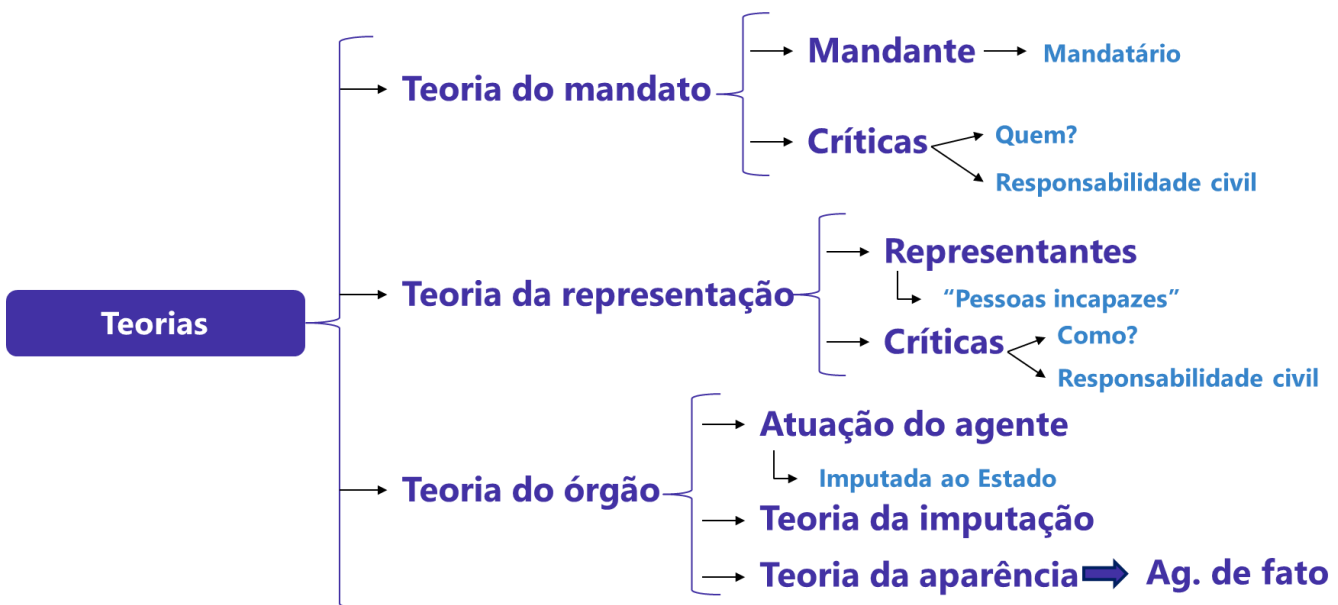 Teorias
Teoria do mandato
Mandante
Mandatário
Críticas
Quem?
Responsabilidade civil
Teoria da representação
Representantes
“Pessoas incapazes”
Críticas
Como?
Responsabilidade civil
Teoria do órgão
Atuação do agente
Imputada ao Estado
Teoria da imputação
Teoria da aparência
Ag. de fato